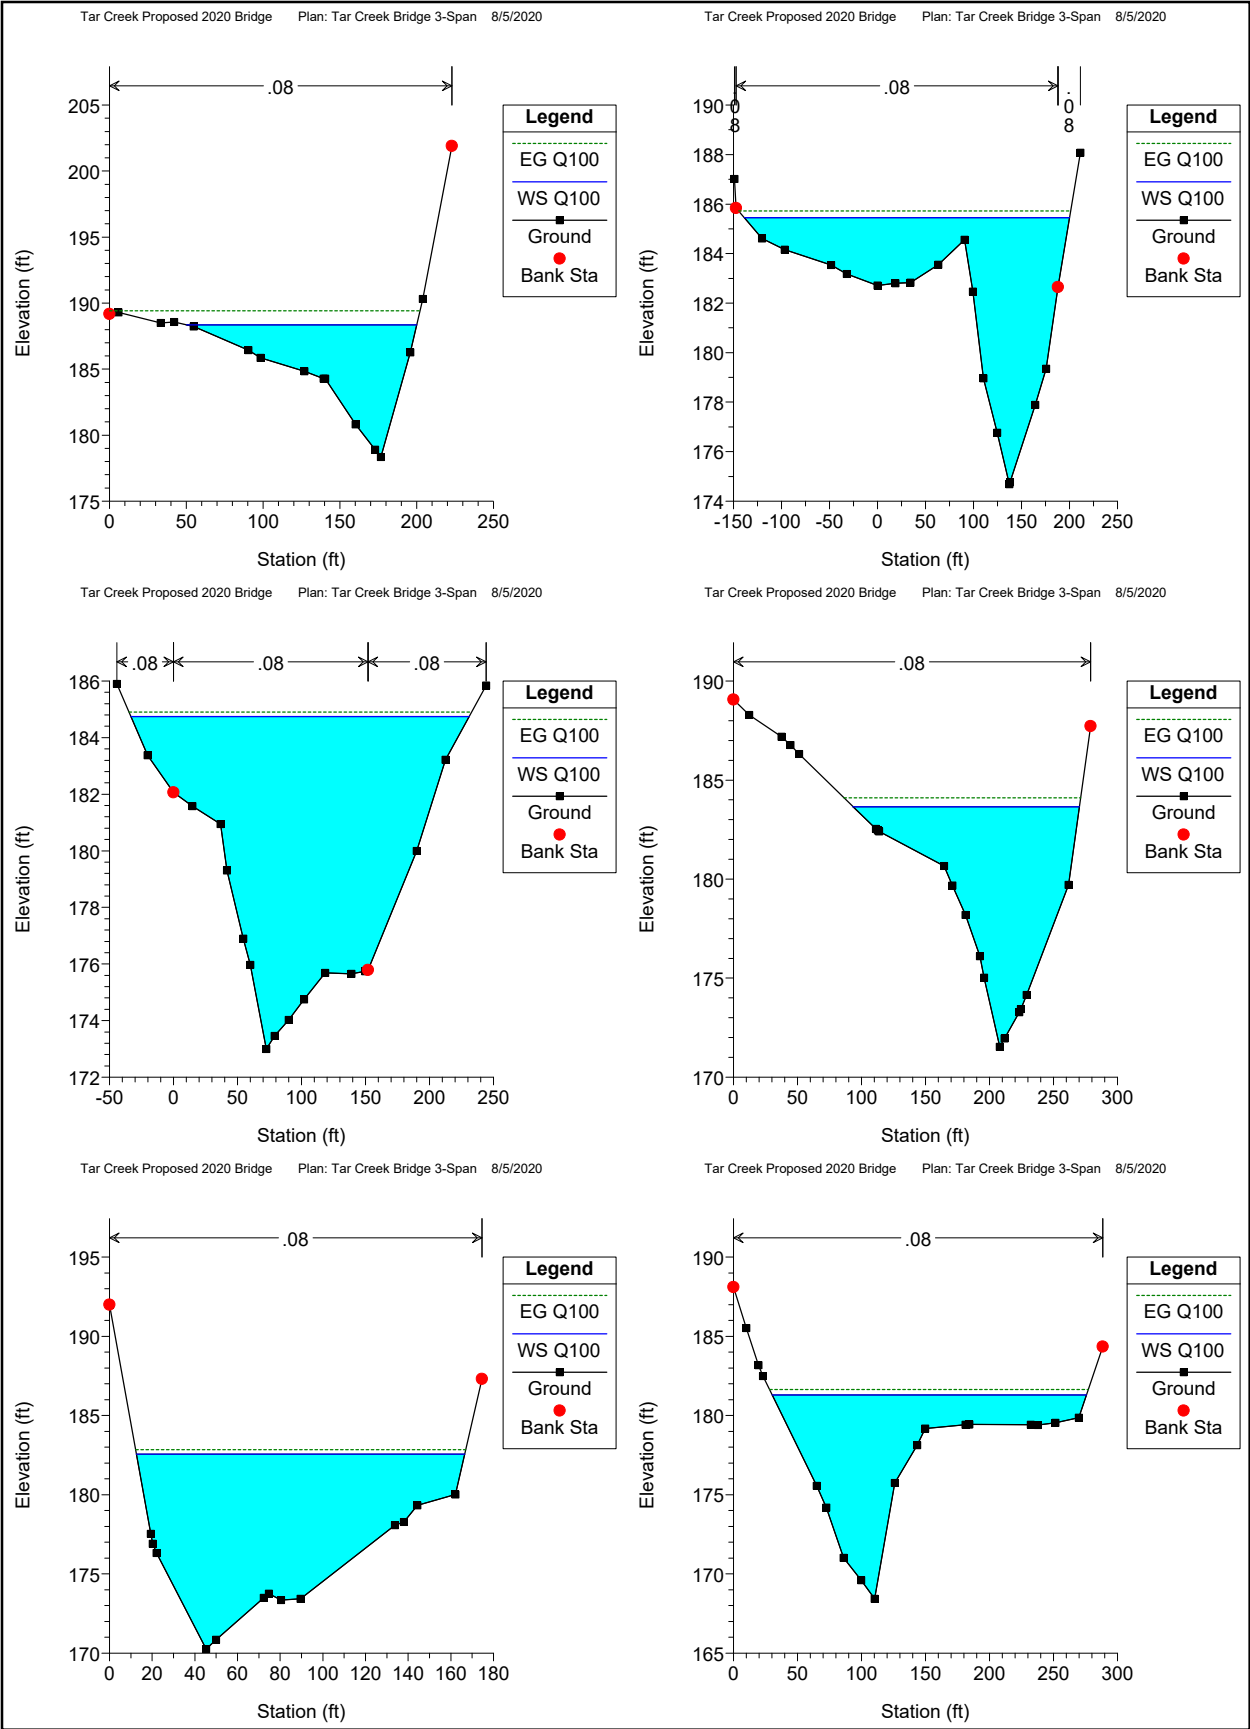 Tar Creek Proposed 2020 Bridge Plan: Tar Creek Bridge 3-Span 8/5/2020
.08
205
200
195
190
185
180
175
0 50 100 150 200 250
Station (ft)
Elevation (ft)
Legend
EG Q100
WS Q100
Ground
Bank Sta
Tar Creek Proposed 2020 Bridge Plan: Tar Creek Bridge 3-Span 8/5/2020
.08
.08
.08
190
188
186
184
182
180
178
176
174
-150 -100 -50 0 50 100 150 200 250
Station (ft)
Elevation (ft)
Legend
EG Q100
WS Q100
Ground
Bank Sta
Tar Creek Proposed 2020 Bridge Plan: Tar Creek Bridge 3-Span 8/5/2020
.08 .08 .08
186
184
182
180
178
176
174
172
-50 0 50 100 150 200 250
Station (ft)
Elevation (ft)
Legend
EG Q100
WS Q100
Ground
Bank Sta
Tar Creek Proposed 2020 Bridge Plan: Tar Creek Bridge 3-Span 8/5/2020
.08
190
185
180
175
170
0 50 100 150 200 250 300
Station (ft)
Elevation (ft)
Legend
EG Q100
WS Q100
Ground
Bank Sta
Tar Creek Proposed 2020 Bridge Plan: Tar Creek Bridge 3-Span 8/5/2020
.08
195
190
185
180
175
170
0 20 40 60 80 100 120 140 160 180
Station (ft)
Elevation (ft)
Legend
EG Q100
WS Q100
Ground
Bank Sta
Tar Creek Proposed 2020 Bridge Plan: Tar Creek Bridge 3-Span 8/5/2020
.08
190
185
180
175
170
165
0 50 100 150 200 250 300
Station (ft)
Elevation (ft)
Legend
EG Q100
WS Q100
Ground
Bank Sta